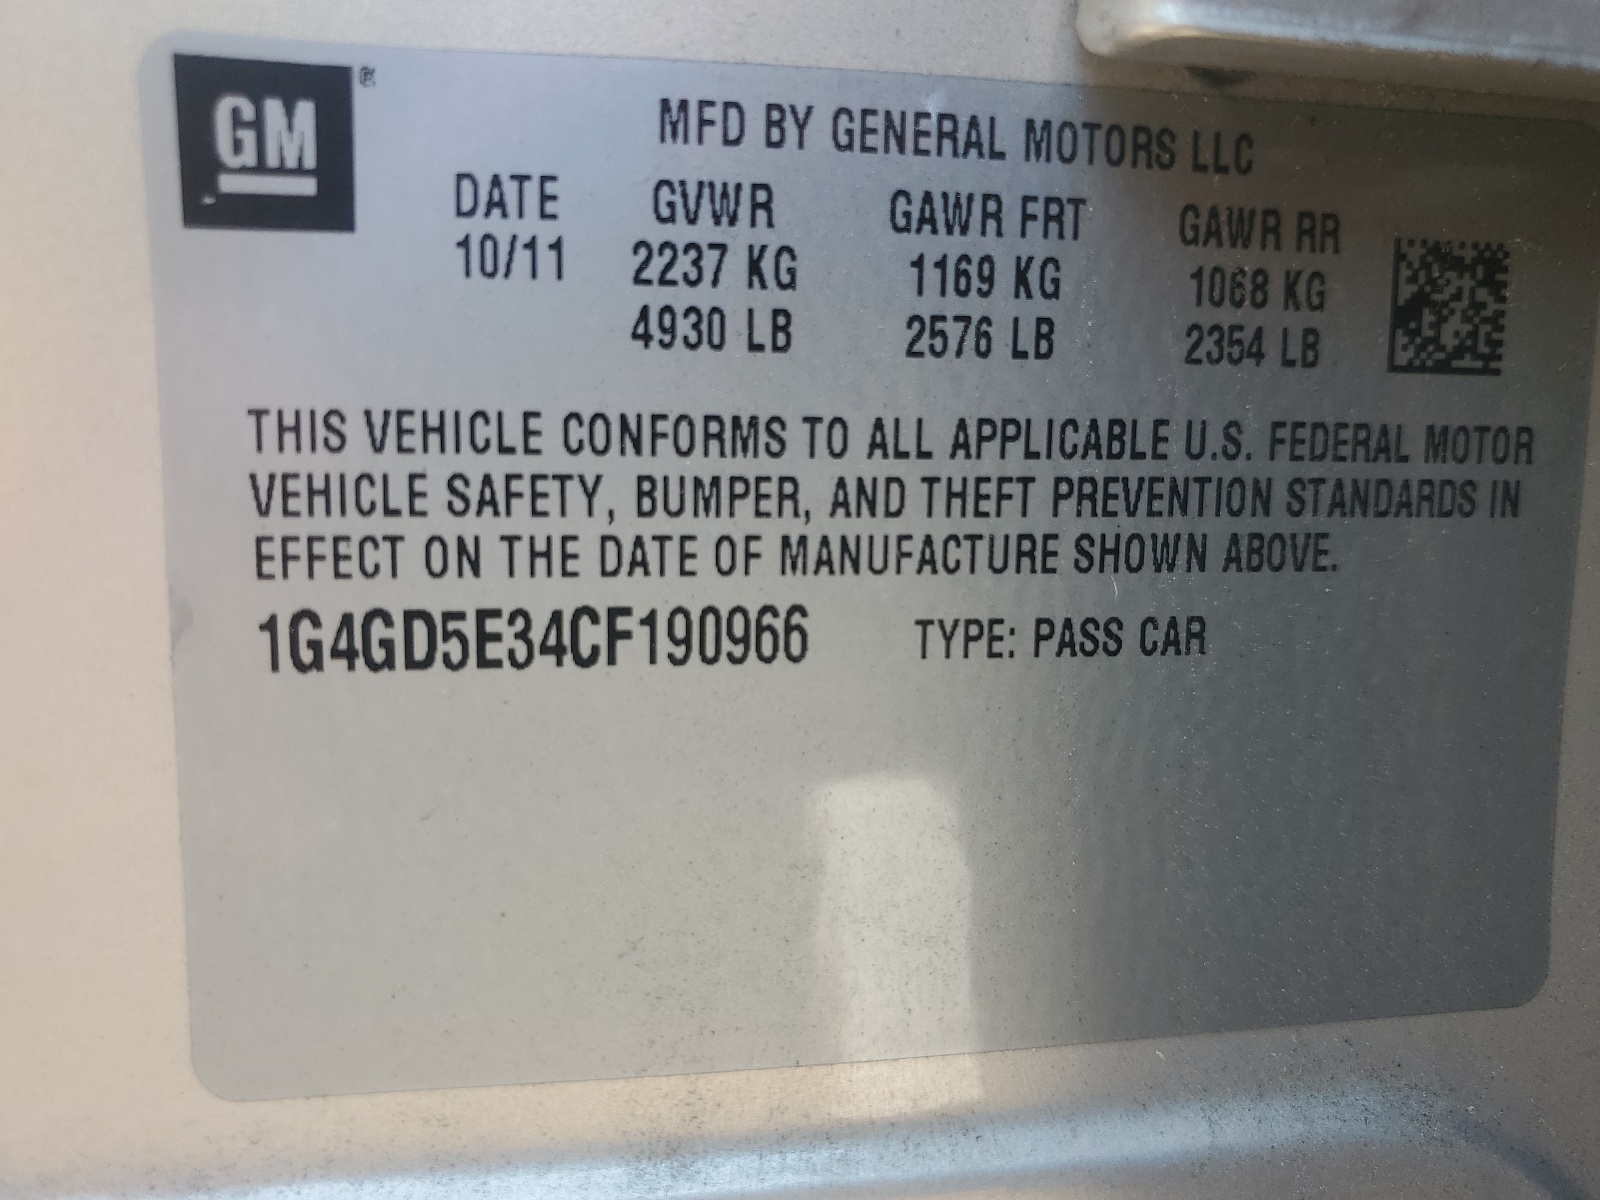 GM ®
MFD BY GENERAL MOTORS LLC
DATE GVWR GAWR FRT GAWR RR
10/11 2237 KG 1169 KG 1068 KG
4930 LB 2576 LB 2354 LB
THIS VEHICLE CONFORMS TO ALL APPLICABLE U.S. FEDERAL MOTOR
VEHICLE SAFETY, BUMPER, AND THEFT PREVENTION STANDARDS IN
EFFECT ON THE DATE OF MANUFACTURE SHOWN ABOVE.
1G4GD5E34CF190966 TYPE: PASS CAR